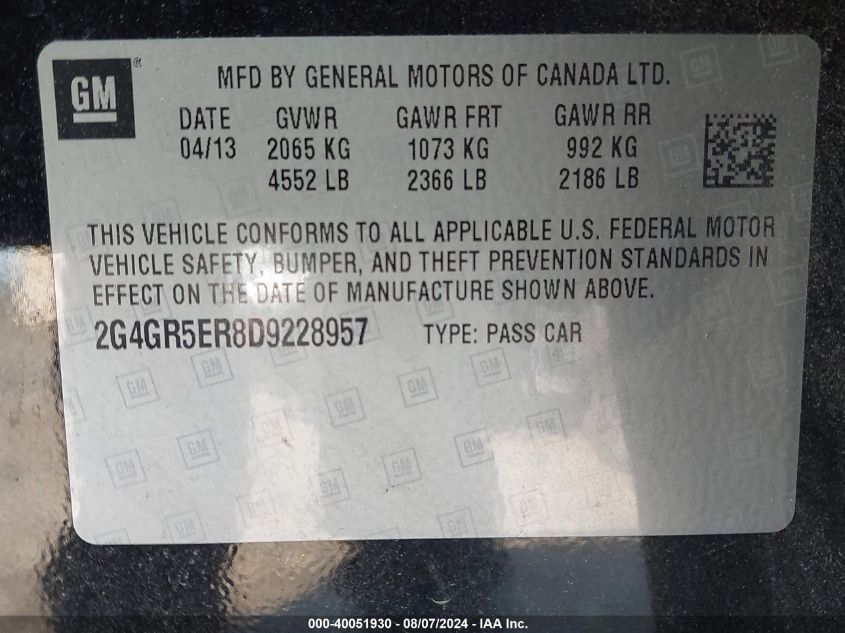 GM
MFD BY GENERAL MOTORS OF CANADA LTD.
DATE GVWR GAWR FRT GAWR RR
04/13 2065 KG 1073 KG 992 KG
4552 LB 2366 LB 2186 LB
THIS VEHICLE CONFORMS TO ALL APPLICABLE U.S. FEDERAL MOTOR
VEHICLE SAFETY, BUMPER, AND THEFT PREVENTION STANDARDS IN
EFFECT ON THE DATE OF MANUFACTURE SHOWN ABOVE.
2G4GR5ER8D9228957 TYPE: PASS CAR
000-40051930 - 08/07/2024 - IAA Inc.